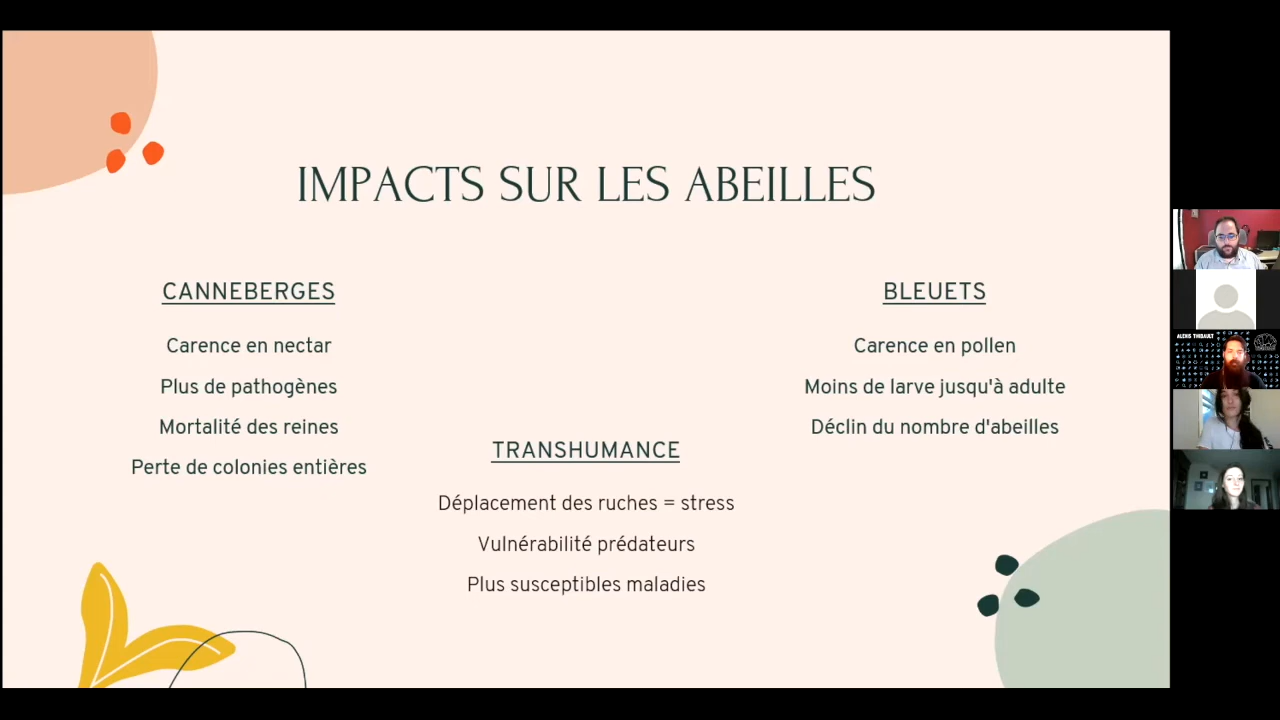 IMPACTS SUR LES ABEILLES
CANNEBERGES
Carence en nectar
Plus de pathogènes
Mortalité des reines
Perte de colonies entières
TRANSHUMANCE
Déplacement des ruches = stress
Vulnérabilité prédateurs
Plus susceptibles maladies
BLEUETS
Carence en pollen
Moins de larve jusqu'à adulte
Déclin du nombre d'abeilles
ALEXIS THIBAULT